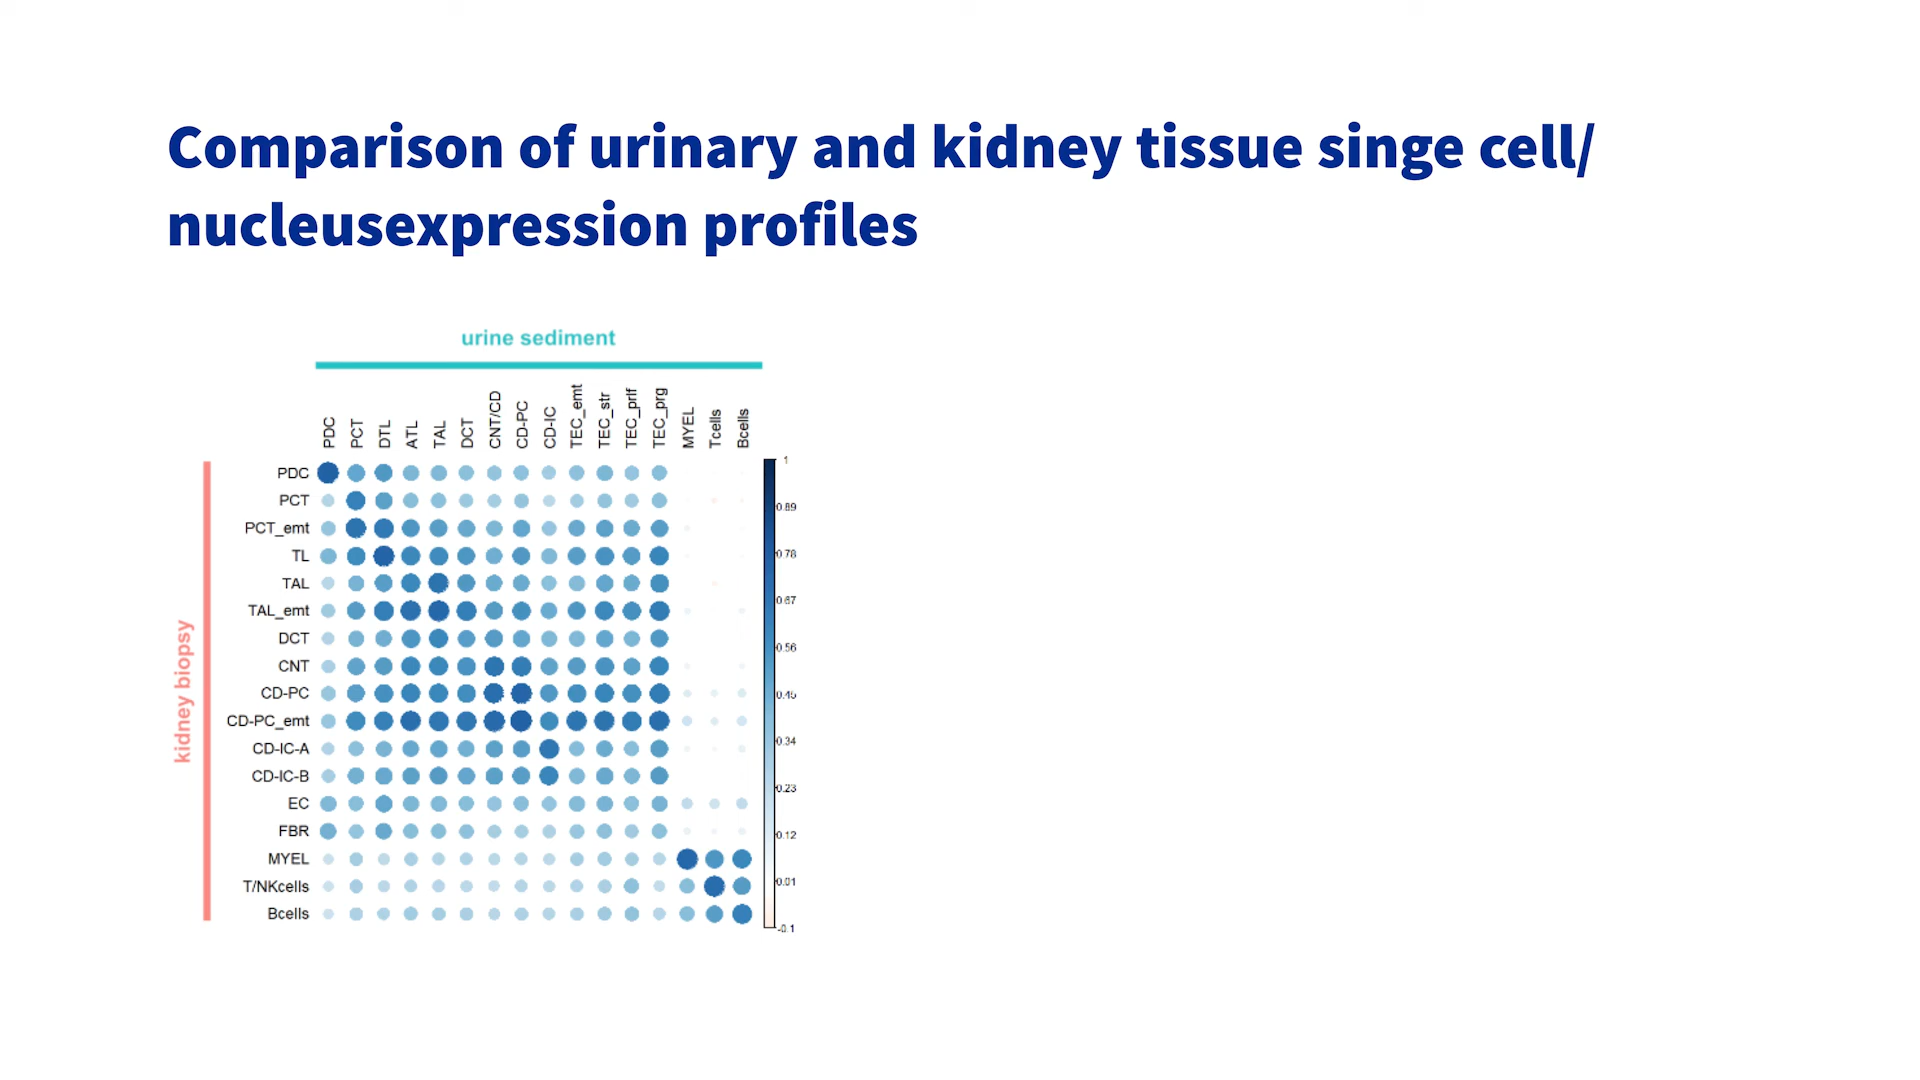 Comparison of urinary and kidney tissue singe cell/
nucleusexpression profiles
urine sediment
PDC PCT DTL ATL TAL DCT CNT/CD CD-PC CD-IC TEC_emt TEC_str TEC_prlf TEC_prg MYEL Tcells Bcells
kidney biopsy
PDC
PCT
PCT_emt
TL
TAL
TAL_emt
DCT
CNT
CD-PC
CD-PC_emt
CD-IC-A
CD-IC-B
EC
FBR
MYEL
T/NKcells
Bcells
1
0.89
0.78
0.67
0.56
0.45
0.34
0.23
0.12
0.01
-0.1